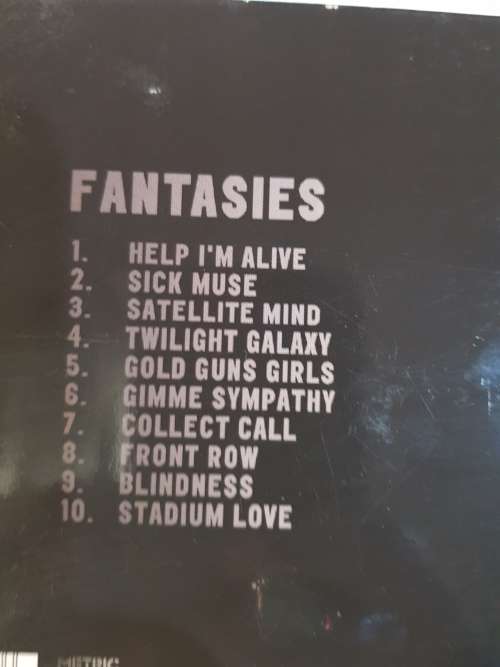 FANTASIES
1. HELP I'M ALIVE
2. SICK MUSE
3. SATELLITE MIND
4. TWILIGHT GALAXY
5. GOLD GUNS GIRLS
6. GIMME SYMPATHY
7. COLLECT CALL
8. FRONT ROW
9. BLINDNESS
10. STADIUM LOVE
METRIC